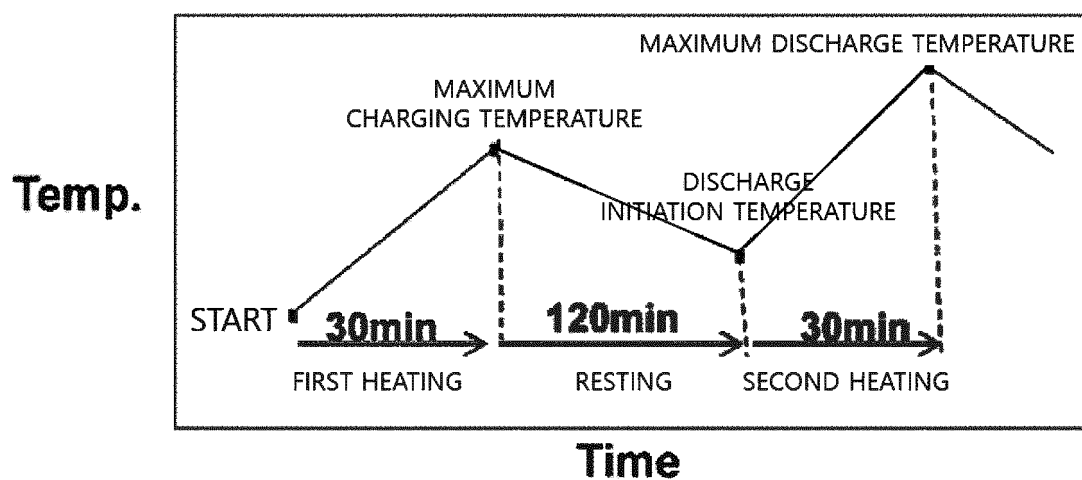 MAXIMUM DISCHARGE TEMPERATURE
MAXIMUM
CHARGING TEMPERATURE
Temp.
DISCHARGE
INITIATION TEMPERATURE
START
30min
120min
30min
FIRST HEATING
RESTING
SECOND HEATING
Time